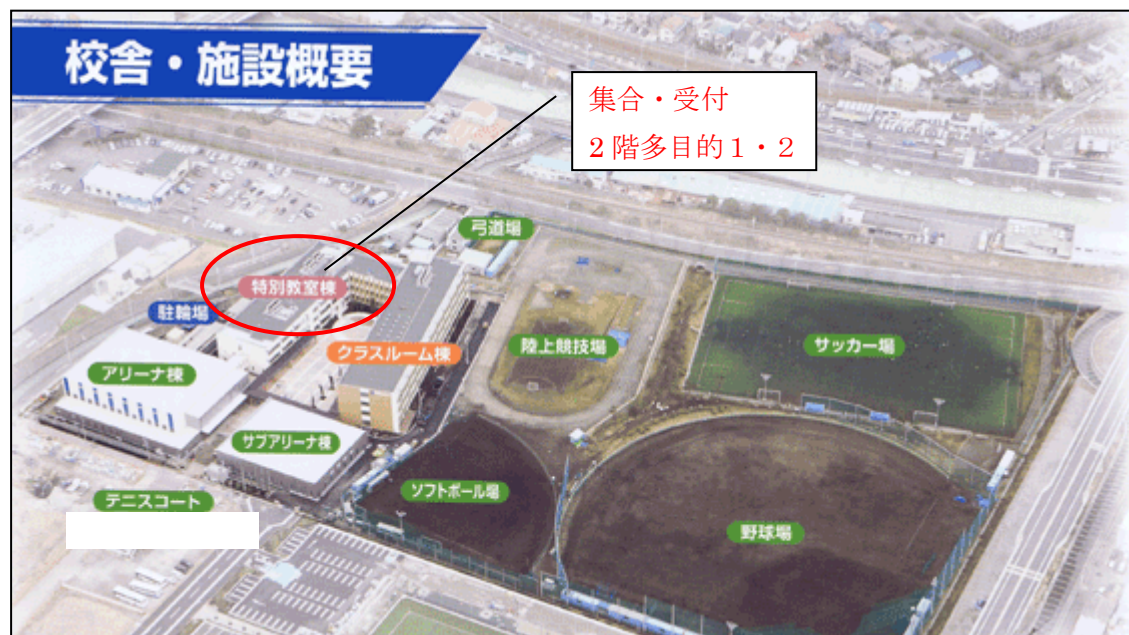 校舎・施設概要
集合・受付
2階多目的1・2
弓道場
特別教室棟
駐輪場
クラスルーム棟
陸上競技場
サッカー場
アリーナ棟
サブアリーナ棟
ソフトボール場
テニスコート
野球場